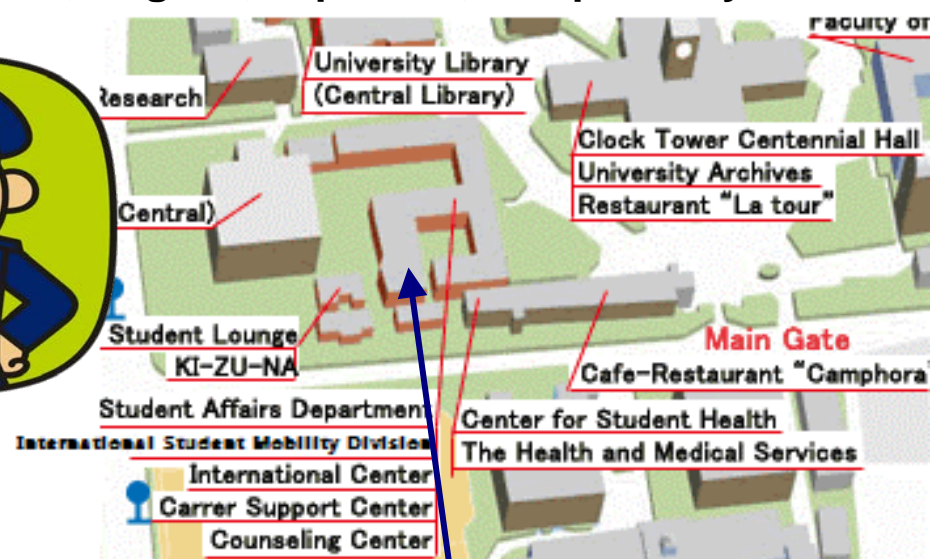 Faculty of
University Library
(Central Library)
Research
Clock Tower Centennial Hall
University Archives
Restaurant “La tour”
Central)
Student Lounge
KI-ZU-NA
Main Gate
Cafe-Restaurant “Camphora”
Student Affairs Department
International Student Mobility Division
International Center
Carrer Support Center
Counseling Center
Center for Student Health
The Health and Medical Services